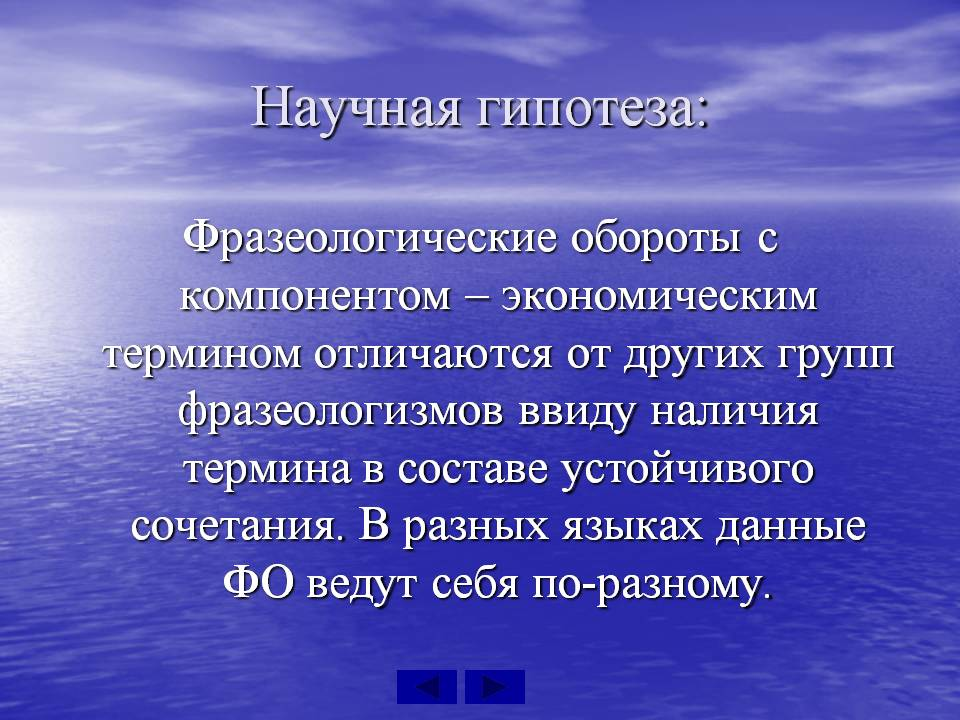 Научная гипотеза:
Фразеологические обороты с
компонентом – экономическим
термином отличаются от других групп
фразеологизмов ввиду наличия
термина в составе устойчивого
сочетания. В разных языках данные
ФО ведут себя по-разному.